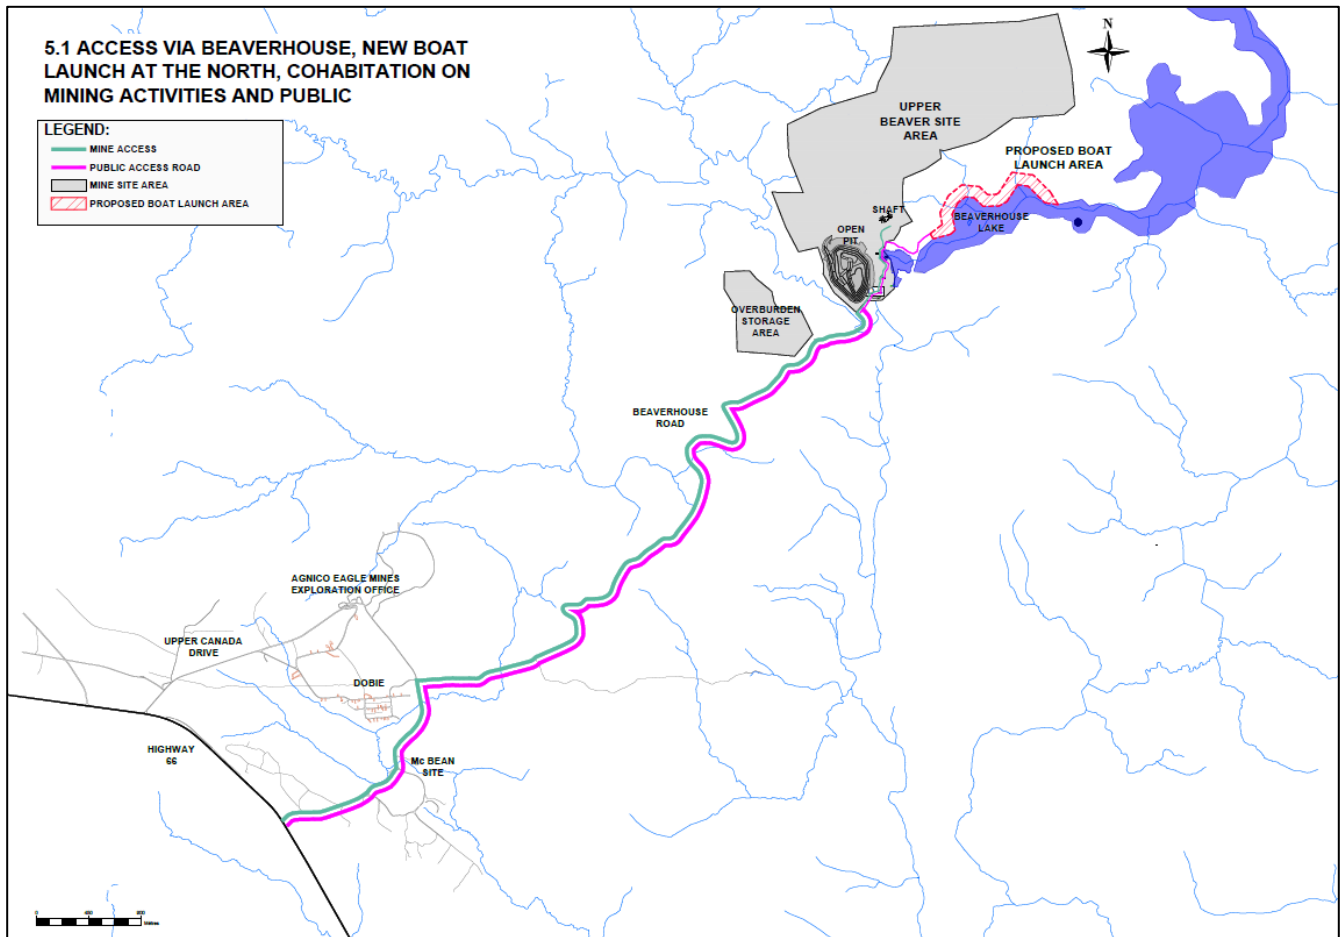 5.1 ACCESS VIA BEAVERHOUSE, NEW BOAT
LAUNCH AT THE NORTH, COHABITATION ON
MINING ACTIVITIES AND PUBLIC
LEGEND:
MINE ACCESS
PUBLIC ACCESS ROAD
MINE SITE AREA
PROPOSED BOAT LAUNCH AREA
N
UPPER
BEAVER SITE
AREA
PROPOSED BOAT
LAUNCH AREA
SHAFT
BEAVERHOUSE
LAKE
OPEN
PIT
OVERBURDEN
STORAGE
AREA
BEAVERHOUSE
ROAD
AGNICO EAGLE MINES
EXPLORATION OFFICE
UPPER CANADA
DRIVE
DOBIE
HIGHWAY
66
Mc BEAN
SITE
0